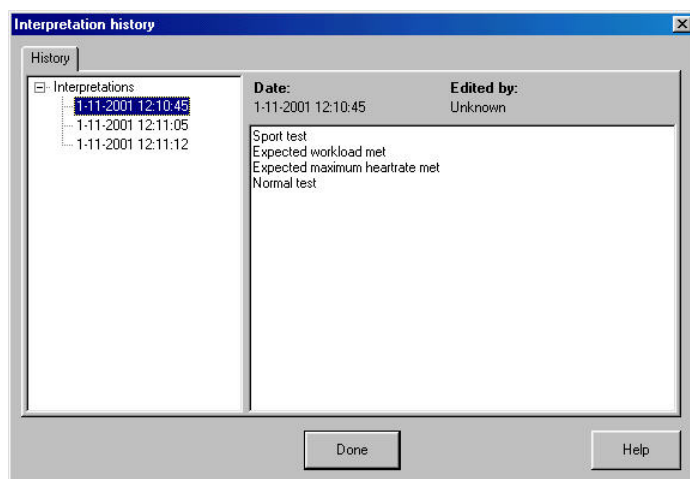 Interpretation history
History
Interpretations
1-11-2001 12:10:45
1-11-2001 12:11:05
1-11-2001 12:11:12
Date:
Edited by:
1-11-2001 12:10:45
Unknown
Sport test
Expected workload met
Expected maximum heartrate met
Normal test
Done
Help